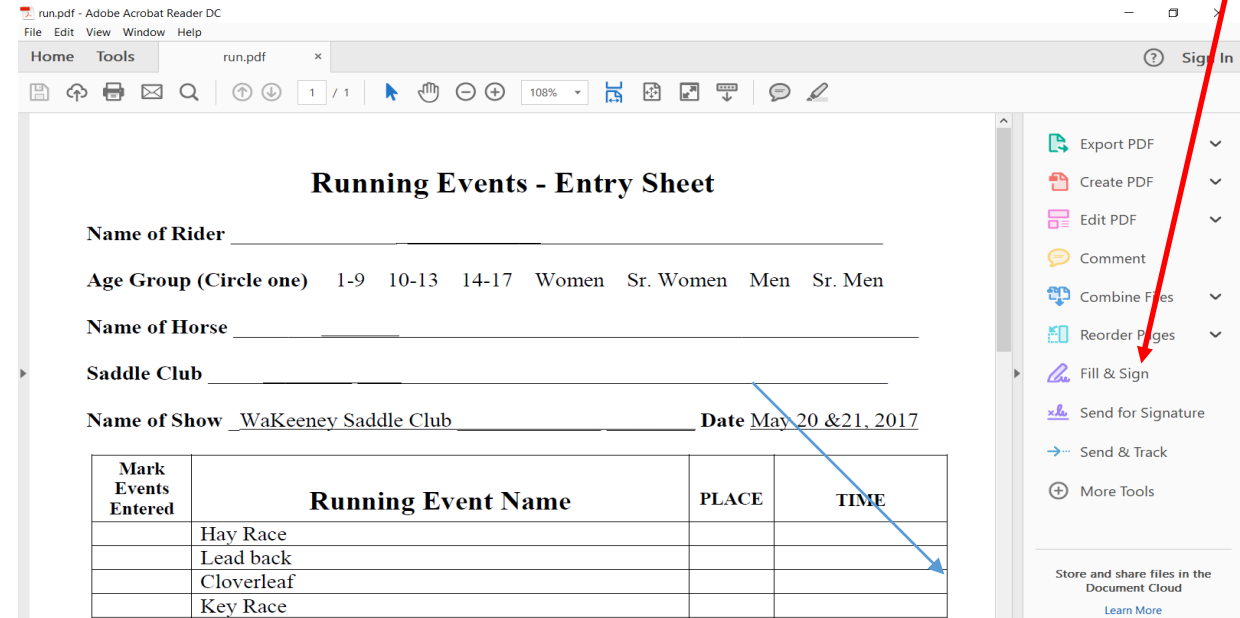 run.pdf - Adobe Acrobat Reader DC
File Edit View Window Help
Home Tools run.pdf × Sign In
1 / 1 108%
Running Events - Entry Sheet
Name of Rider
Age Group (Circle one) 1-9 10-13 14-17 Women Sr. Women Men Sr. Men
Name of Horse
Saddle Club
Name of Show WaKeeney Saddle Club Date May 20 &21, 2017
Mark Events Entered
Running Event Name
PLACE
TIME
Hay Race
Lead back
Cloverleaf
Key Race
Export PDF
Create PDF
Edit PDF
Comment
Combine Files
Reorder Pages
Fill & Sign
Send for Signature
Send & Track
More Tools
Store and share files in the
Document Cloud
Learn More